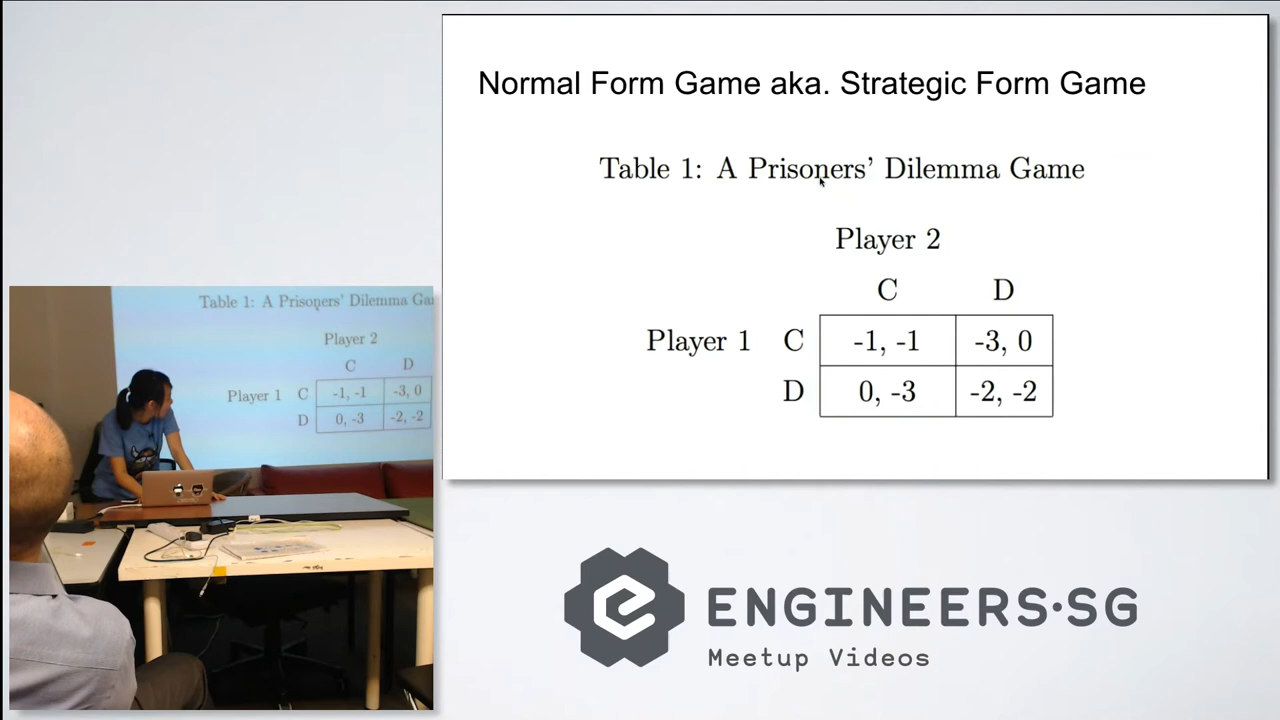 Normal Form Game aka. Strategic Form Game
Table 1: A Prisoners' Dilemma Game
Player 2
C D
Player 1 C -1, -1 -3, 0
D 0, -3 -2, -2
Table 1: A Prisoners' Dilemma Ga
Player 2
C D
Player 1 C -1, -1 -3, 0
D 0, -3 -2, -2
ENGINEERS·SG
Meetup Videos